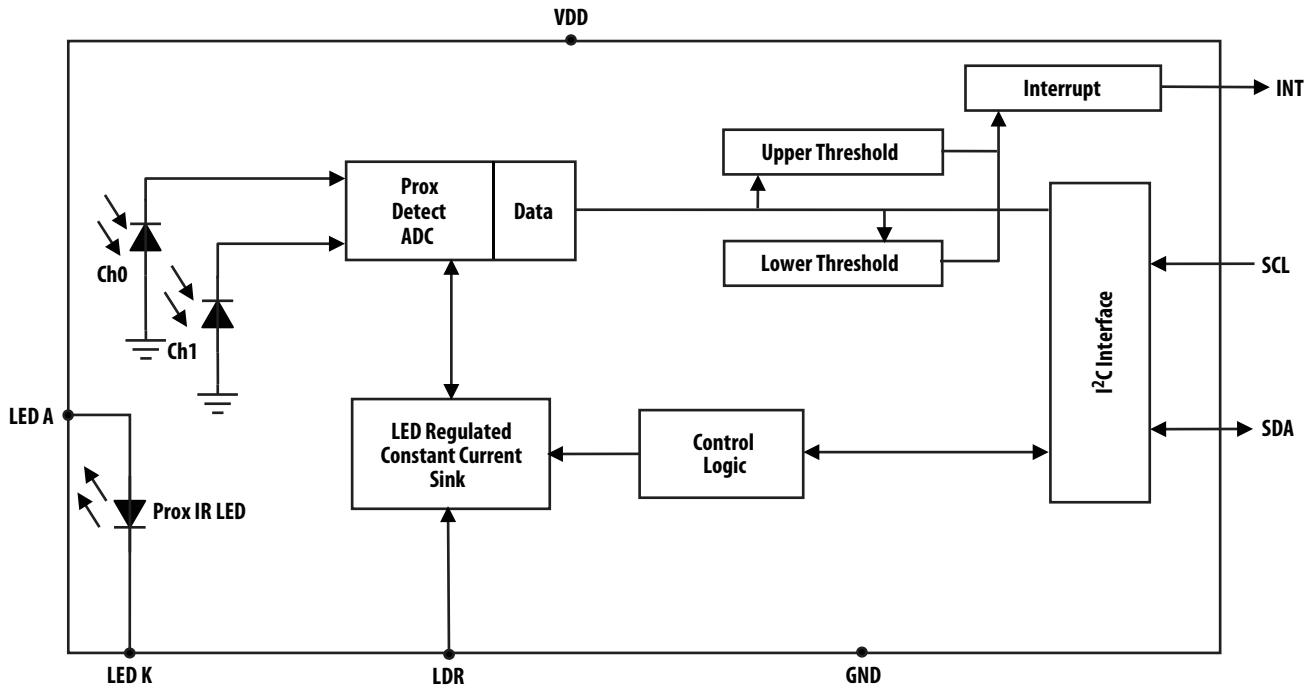 VDD
Interrupt
INT
Upper Threshold
Prox
Detect
ADC
Data
Lower Threshold
SCL
Ch0
Ch1
I²C Interface
LED A
LED Regulated
Constant Current
Sink
Control
Logic
SDA
Prox IR LED
LED K
LDR
GND